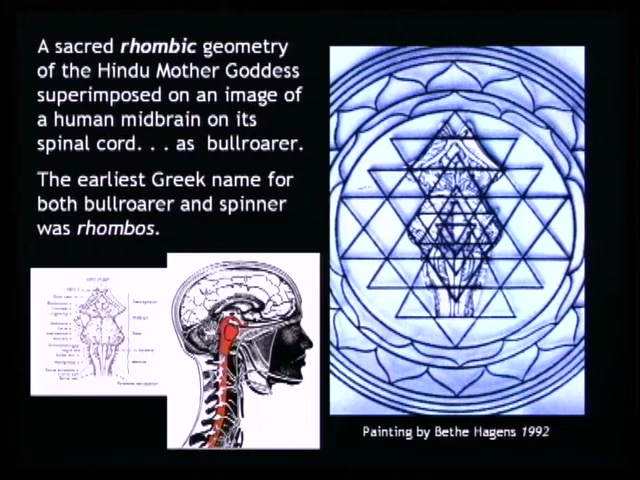 A sacred rhombic geometry
of the Hindu Mother Goddess
superimposed on an image of
a human midbrain on its
spinal cord. . . as bullroarer.
The earliest Greek name for
both bullroarer and spinner
was rhombos.
Painting by Bethe Hagens 1992